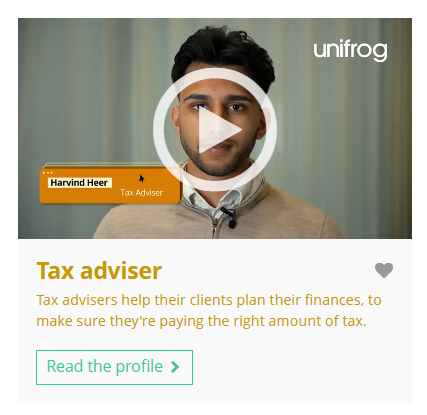 unifrog
Harvind Heer
Tax Adviser
Tax adviser
Tax advisers help their clients plan their finances, to
make sure they're paying the right amount of tax.
Read the profile